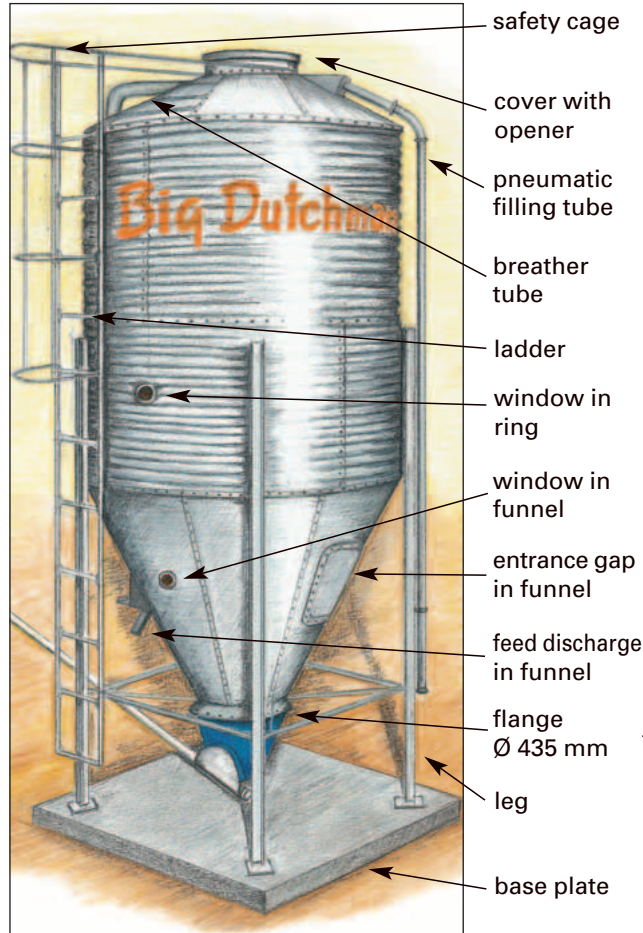 safety cage
cover with
opener
pneumatic
filling tube
Big Dutchman
breather
tube
ladder
window in
ring
window in
funnel
entrance gap
in funnel
feed discharge
in funnel
flange
Ø 435 mm
leg
base plate